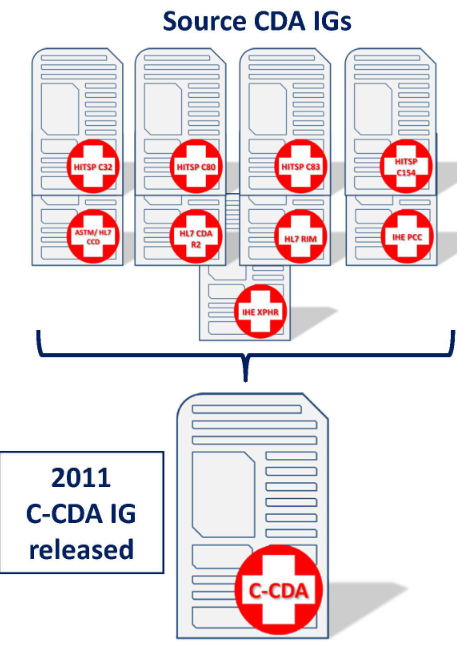 Source CDA IGs
HITSP C32
HITSP C80
HITSP C83
HITSP
C154
ASTM/ HL7
CCD
HL7 CDA
R2
HL7 RIM
IHE PCC
IHE XPHR
2011
C-CDA IG
released
C-CDA